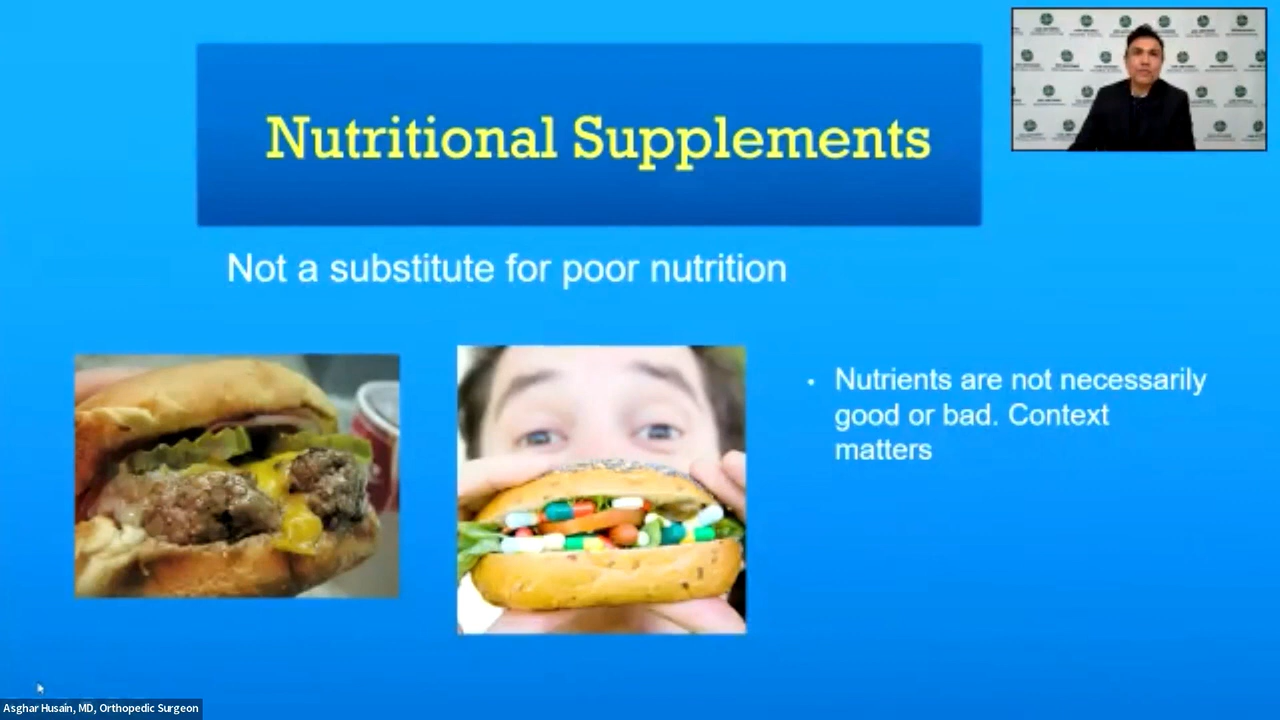 Nutritional Supplements
Not a substitute for poor nutrition
• Nutrients are not necessarily
good or bad. Context
matters
Asghar Husain, MD, Orthopedic Surgeon